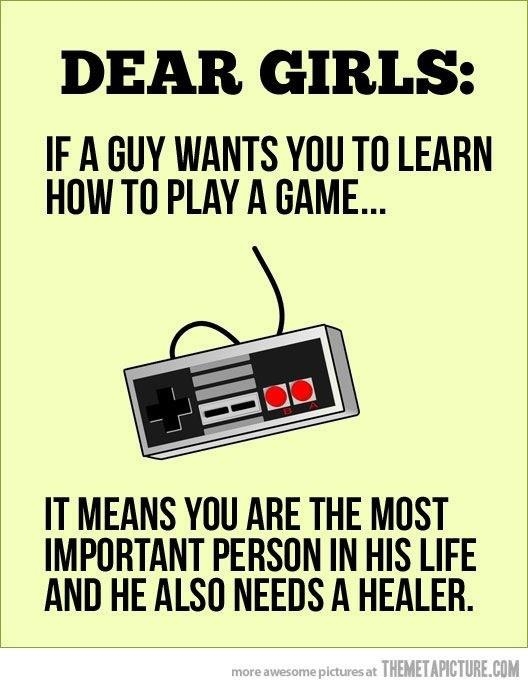 DEAR GIRLS:
IF A GUY WANTS YOU TO LEARN
HOW TO PLAY A GAME...
B A
IT MEANS YOU ARE THE MOST
IMPORTANT PERSON IN HIS LIFE
AND HE ALSO NEEDS A HEALER.
more awesome pictures at THEMETAPICTURE.COM